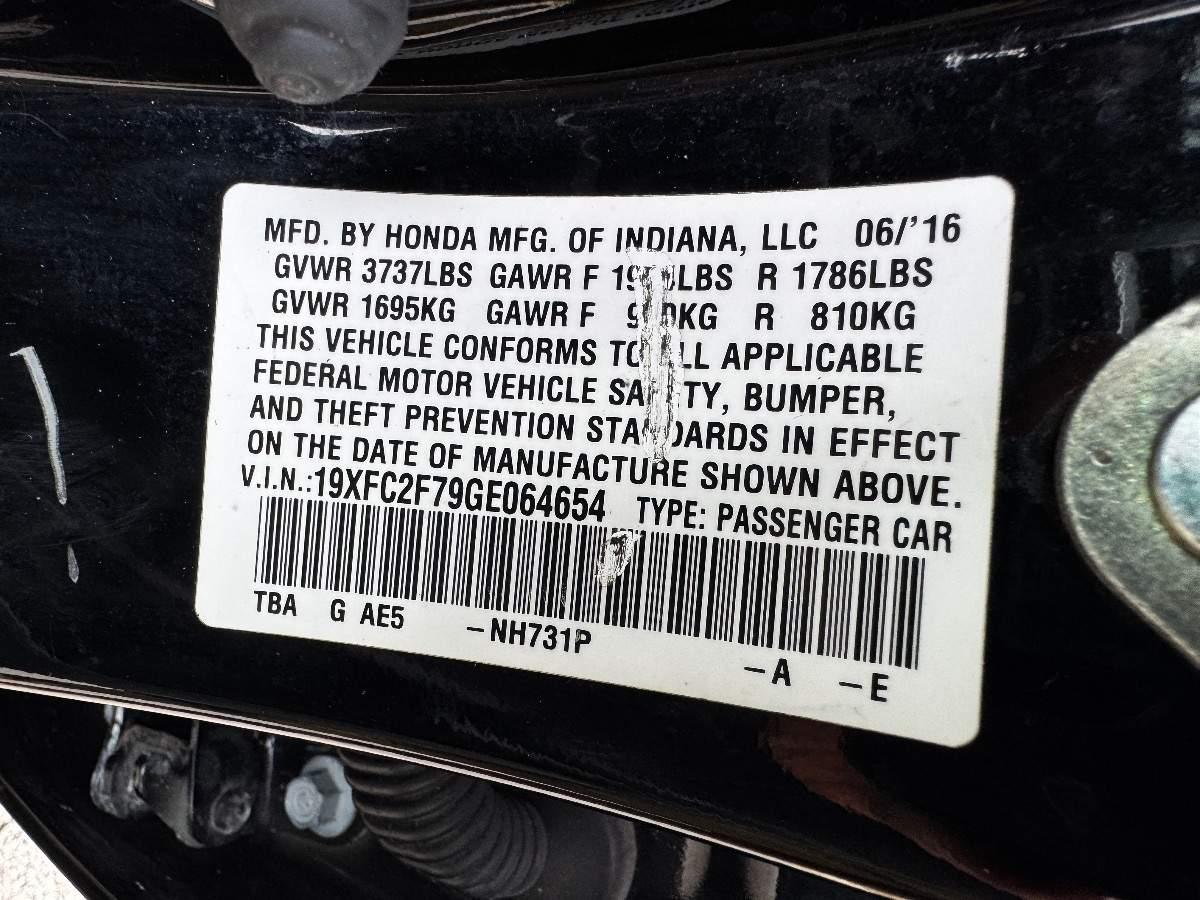 MFD. BY HONDA MFG. OF INDIANA, LLC 06/'16
GVWR 3737LBS GAWR F R 1786LBS
GVWR 1695KG GAWR F R 810KG
THIS VEHICLE CONFORMS TO ALL APPLICABLE
FEDERAL MOTOR VEHICLE SAFETY, BUMPER,
AND THEFT PREVENTION STANDARDS IN EFFECT
ON THE DATE OF MANUFACTURE SHOWN ABOVE.
V.I.N.:19XFC2F79GE064654 TYPE: PASSENGER CAR
TBA G AE5 -NH731P -A -E